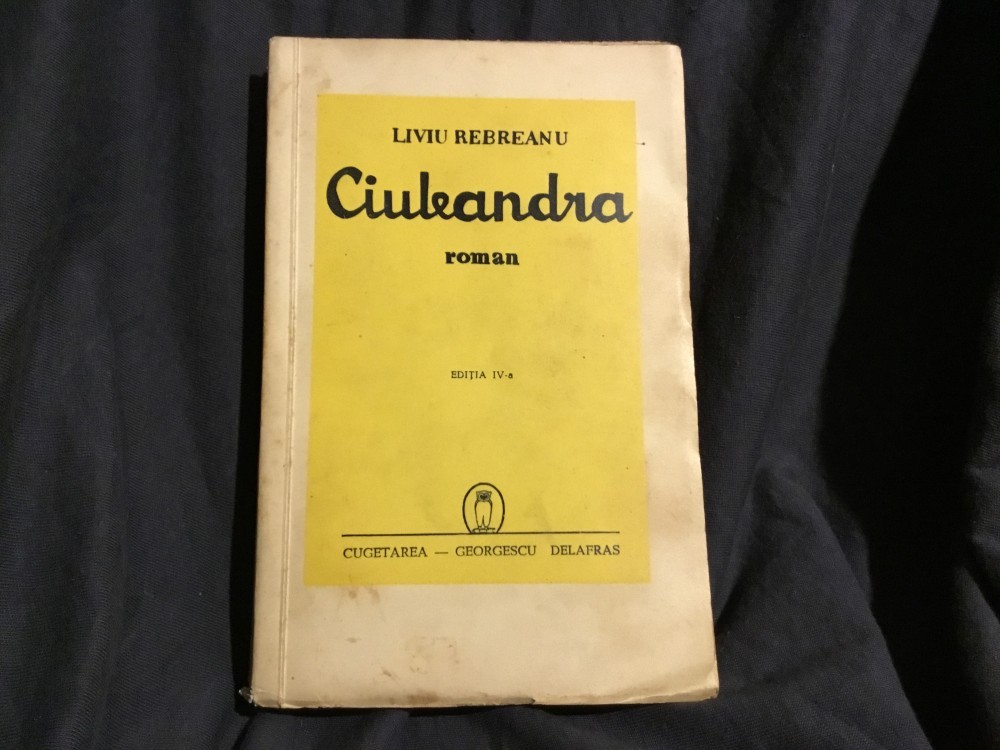 LIVIU REBREANU
Ciuleandra
roman
EDIȚIA IV-a
CUGETAREA — GEORGESCU DELAFRAS